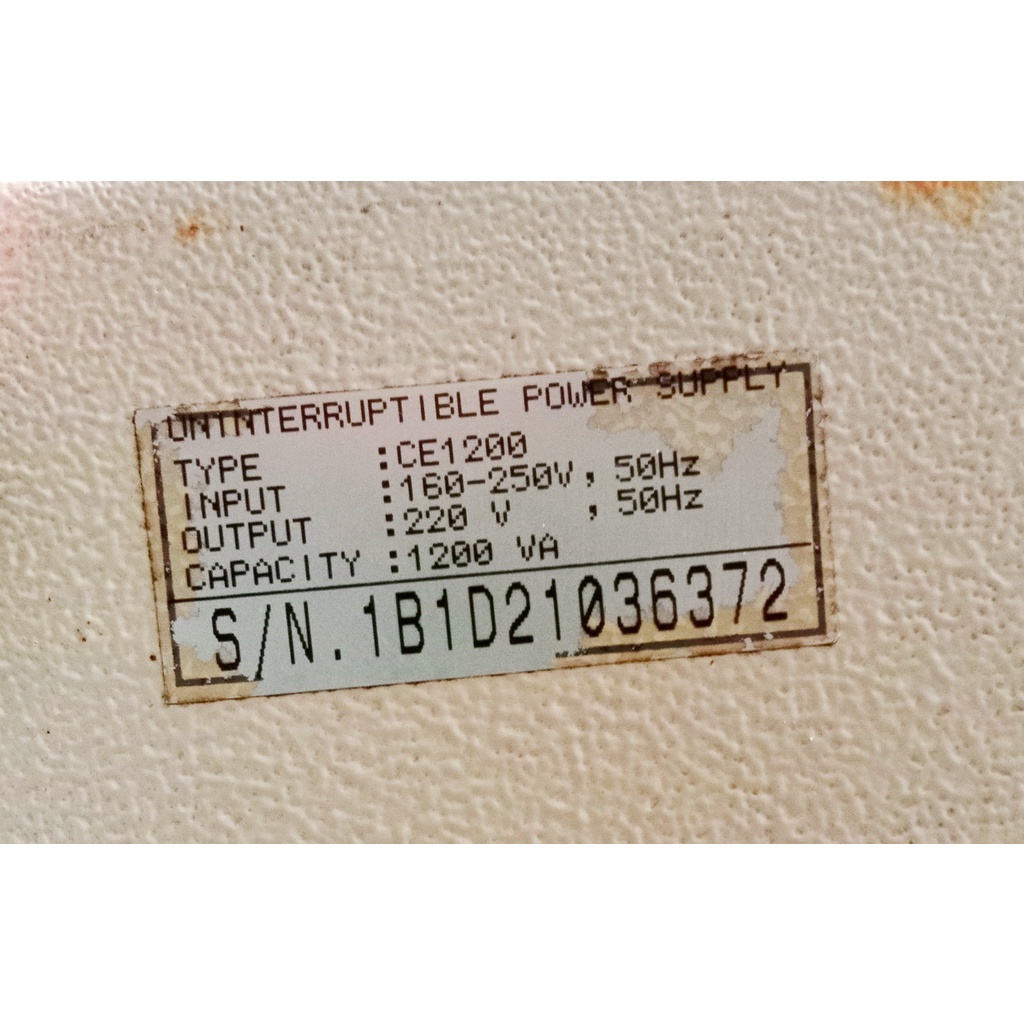 UNINTERRUPTIBLE POWER SUPPLY
TYPE :CE1200
INPUT :160-250V, 50Hz
OUTPUT :220 V , 50Hz
CAPACITY :1200 VA
S/N. 1B1D21036372